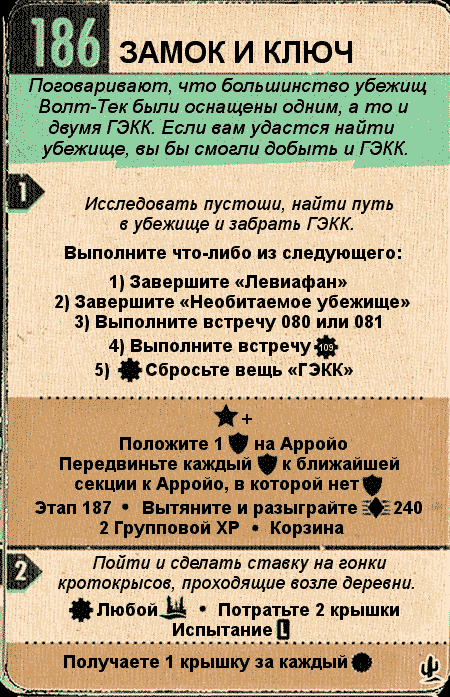 186 ЗАМОК И КЛЮЧ
Поговаривают, что большинство убежищ
Волт-Тек были оснащены одним, а то и
двумя ГЭКК. Если вам удастся найти
убежище, вы бы смогли добыть и ГЭКК.
1
Исследовать пустоши, найти путь
в убежище и забрать ГЭКК.
Выполните что-либо из следующего:
1) Завершите «Левиафан»
2) Завершите «Необитаемое убежище»
3) Выполните встречу 080 или 081
4) Выполните встречу 109
5) Сбросьте вещь «ГЭКК»
+
Положите 1 на Арройо
Передвиньте каждый к ближайшей
секции к Арройо, в которой нет
Этап 187 • Вытяните и разыграйте 240
2 Групповой XP • Корзина
2
Пойти и сделать ставку на гонки
кротокрысов, проходящие возле деревни.
Любой • Потратьте 2 крышки
Испытание L
Получаете 1 крышку за каждый